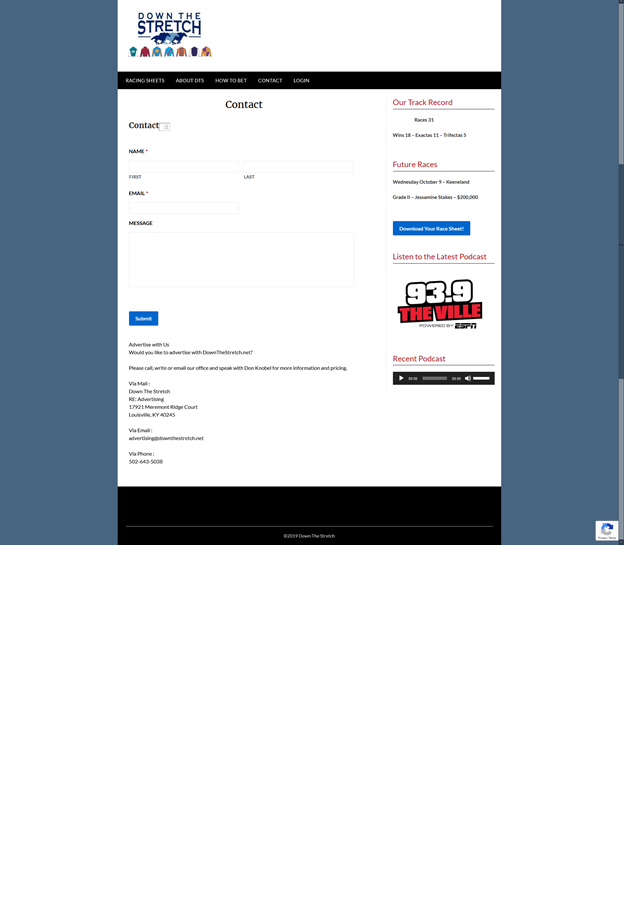 DOWN THE
STRETCH
RACING SHEETS
ABOUT DTS
HOW TO BET
CONTACT
LOGIN
Contact
Contact
NAME *
FIRST
LAST
EMAIL *
MESSAGE
Submit
Advertise with Us
Would you like to advertise with DownTheStretch.net?
Please call, write or email our office and speak with Don Knobel for more information and pricing.
Via Mail :
Down The Stretch
RE: Advertising
17921 Meremont Ridge Court
Louisville, KY 40245
Via Email :
advertising@downthestretch.net
Via Phone :
502-643-5038
Our Track Record
Races 31
Wins 18 – Exactas 11 – Trifectas 5
Future Races
Wednesday October 9 – Keeneland
Grade II – Jessamine Stakes – $200,000
Download Your Race Sheet!
Listen to the Latest Podcast
93.9
THE VILLE
POWERED BY ESPN
Recent Podcast
00:00
00:00
©2019 Down The Stretch
Privacy - Terms